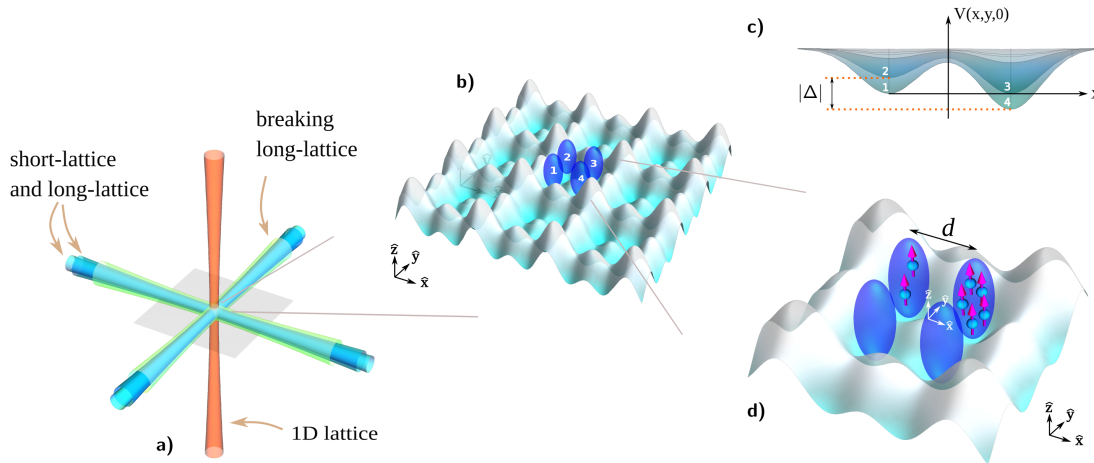 short-lattice
and long-lattice
breaking
long-lattice
1D lattice
a)
b)
1
2
3
4
ẑ
ŷ
x̂
ẑ
ŷ
x̂
c)
V(x,y,0)
x
|Δ|
2
1
3
4
d
ẑ
ŷ
x̂
d)
ẑ
ŷ
x̂